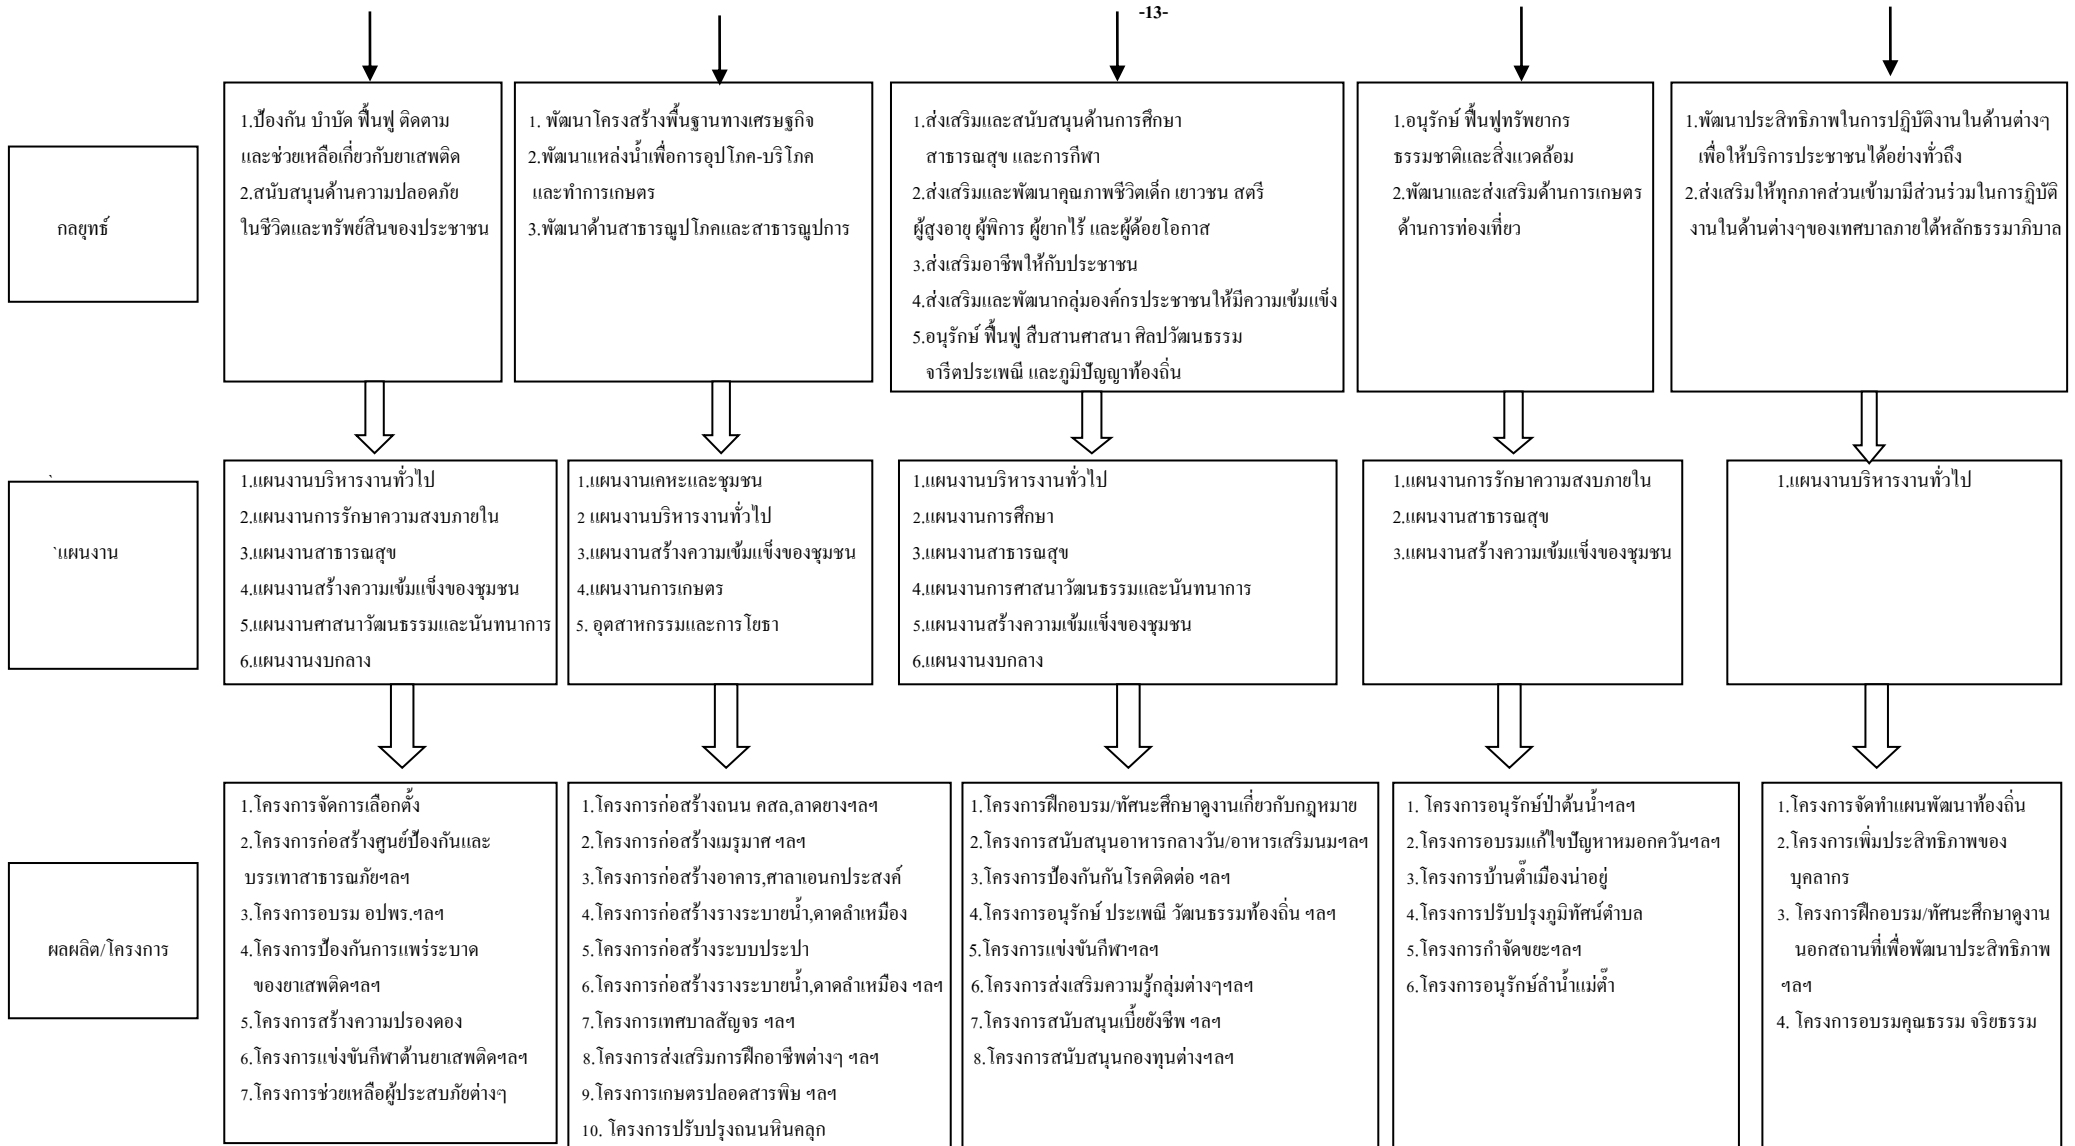 -13-
กลยุทธ์
1.ป้องกัน บำบัด ฟื้นฟู ติดตาม
และช่วยเหลือเกี่ยวกับยาเสพติด
2.สนับสนุนด้านความปลอดภัย
ในชีวิตและทรัพย์สินของประชาชน
1. พัฒนาโครงสร้างพื้นฐานทางเศรษฐกิจ
2.พัฒนาแหล่งน้ำเพื่อการอุปโภค-บริโภค
และทำการเกษตร
3.พัฒนาด้านสาธารณูปโภคและสาธารณูปการ
1.ส่งเสริมและสนับสนุนด้านการศึกษา
สาธารณสุข และการกีฬา
2.ส่งเสริมและพัฒนาคุณภาพชีวิตเด็ก เยาวชน สตรี
ผู้สูงอายุ ผู้พิการ ผู้ยากไร้ และผู้ด้อยโอกาส
3.ส่งเสริมอาชีพให้กับประชาชน
4.ส่งเสริมและพัฒนากลุ่มองค์กรประชาชนให้มีความเข้มแข็ง
5.อนุรักษ์ ฟื้นฟู สืบสานศาสนา ศิลปวัฒนธรรม
จารีตประเพณี และภูมิปัญญาท้องถิ่น
1.อนุรักษ์ ฟื้นฟูทรัพยากร
ธรรมชาติและสิ่งแวดล้อม
2.พัฒนาและส่งเสริมด้านการเกษตร
ด้านการท่องเที่ยว
1.พัฒนาประสิทธิภาพในการปฏิบัติงานในด้านต่างๆ
เพื่อให้บริการประชาชนได้อย่างทั่วถึง
2.ส่งเสริมให้ทุกภาคส่วนเข้ามามีส่วนร่วมในการฏิบัติ
งานในด้านต่างๆของเทศบาลภายใต้หลักธรรมาภิบาล
`
`แผนงาน
1.แผนงานบริหารงานทั่วไป
2.แผนงานการรักษาความสงบภายใน
3.แผนงานสาธารณสุข
4.แผนงานสร้างความเข้มแข็งของชุมชน
5.แผนงานศาสนาวัฒนธรรมและนันทนาการ
6.แผนงานงบกลาง
1.แผนงานเคหะและชุมชน
2 แผนงานบริหารงานทั่วไป
3.แผนงานสร้างความเข้มแข็งของชุมชน
4.แผนงานการเกษตร
5. อุตสาหกรรมและการโยธา
1.แผนงานบริหารงานทั่วไป
2.แผนงานการศึกษา
3.แผนงานสาธารณสุข
4.แผนงานการศาสนาวัฒนธรรมและนันทนาการ
5.แผนงานสร้างความเข้มแข็งของชุมชน
6.แผนงานงบกลาง
1.แผนงานการรักษาความสงบภายใน
2.แผนงานสาธารณสุข
3.แผนงานสร้างความเข้มแข็งของชุมชน
1.แผนงานบริหารงานทั่วไป
ผลผลิต/โครงการ
1.โครงการจัดการเลือกตั้ง
2.โครงการก่อสร้างศูนย์ป้องกันและ
บรรเทาสาธารณภัยฯลฯ
3.โครงการอบรม อปพร.ฯลฯ
4.โครงการป้องกันการแพร่ระบาด
ของยาเสพติดฯลฯ
5.โครงการสร้างความปรองดอง
6.โครงการแข่งขันกีฬาต้านยาเสพติดฯลฯ
7.โครงการช่วยเหลือผู้ประสบภัยต่างๆ
1.โครงการก่อสร้างถนน คสล,ลาดยางฯลฯ
2.โครงการก่อสร้างเมรุมาศ ฯลฯ
3.โครงการก่อสร้างอาคาร,ศาลาเอนกประสงค์
4.โครงการก่อสร้างรางระบายน้ำ,ดาดลำเหมือง
5.โครงการก่อสร้างระบบประปา
6.โครงการก่อสร้างรางระบายน้ำ,ดาดลำเหมือง ฯลฯ
7.โครงการเทศบาลสัญจร ฯลฯ
8.โครงการส่งเสริมการฝึกอาชีพต่างๆ ฯลฯ
9.โครงการเกษตรปลอดสารพิษ ฯลฯ
10. โครงการปรับปรุงถนนหินคลุก
1.โครงการฝึกอบรม/ทัศนะศึกษาดูงานเกี่ยวกับกฎหมาย
2.โครงการสนับสนุนอาหารกลางวัน/อาหารเสริมนมฯลฯ
3.โครงการป้องกันกันโรคติดต่อ ฯลฯ
4.โครงการอนุรักษ์ ประเพณี วัฒนธรรมท้องถิ่น ฯลฯ
5.โครงการแข่งขันกีฬาฯลฯ
6.โครงการส่งเสริมความรู้กลุ่มต่างๆฯลฯ
7.โครงการสนับสนุนเบี้ยยังชีพ ฯลฯ
8.โครงการสนับสนุนกองทุนต่างฯลฯ
1. โครงการอนุรักษ์ป่าต้นน้ำฯลฯ
2.โครงการอบรมแก้ไขปัญหาหมอกควันฯลฯ
3.โครงการบ้านต๊ำเมืองน่าอยู่
4.โครงการปรับปรุงภูมิทัศน์ตำบล
5.โครงการกำจัดขยะฯลฯ
6.โครงการอนุรักษ์ลำน้ำแม่ต๊ำ
1.โครงการจัดทำแผนพัฒนาท้องถิ่น
2.โครงการเพิ่มประสิทธิภาพของ
บุคลากร
3. โครงการฝึกอบรม/ทัศนะศึกษาดูงาน
นอกสถานที่เพื่อพัฒนาประสิทธิภาพ
ฯลฯ
4. โครงการอบรมคุณธรรม จริยธรรม